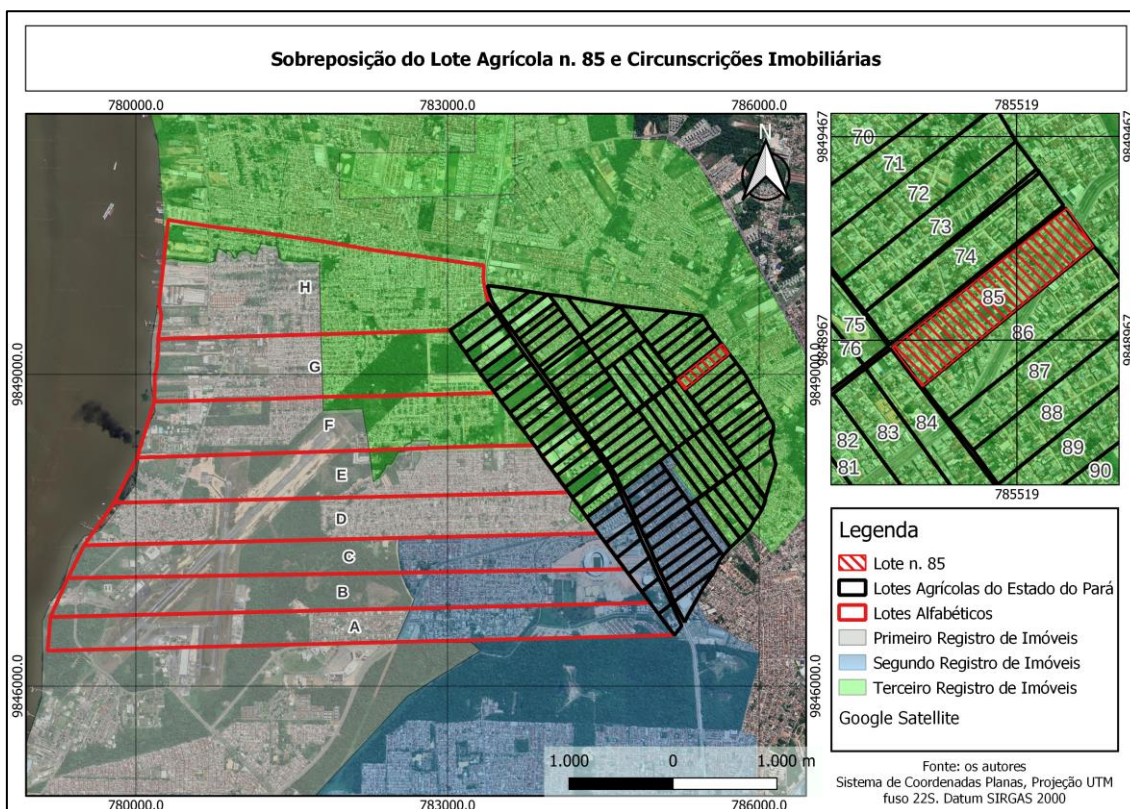 Sobreposição do Lote Agrícola n. 85 e Circunscrições Imobiliárias
780000.0 783000.0 786000.0
785519
9849000.0
9846000.0
9849000.0
9846000.0
N
H
G
F
E
D
C
B
A
1.000 0 1.000 m
780000.0 783000.0 786000.0
9849467
9848967
9849467
9848967
70
71
72
73
74
85
75
76
86
87
88
84
83
82
81
89
90
785519
Legenda
Lote n. 85
Lotes Agrícolas do Estado do Pará
Lotes Alfabéticos
Primeiro Registro de Imóveis
Segundo Registro de Imóveis
Terceiro Registro de Imóveis
Google Satellite
Fonte: os autores
Sistema de Coordenadas Planas, Projeção UTM
fuso 22S. Datum SIRGAS 2000